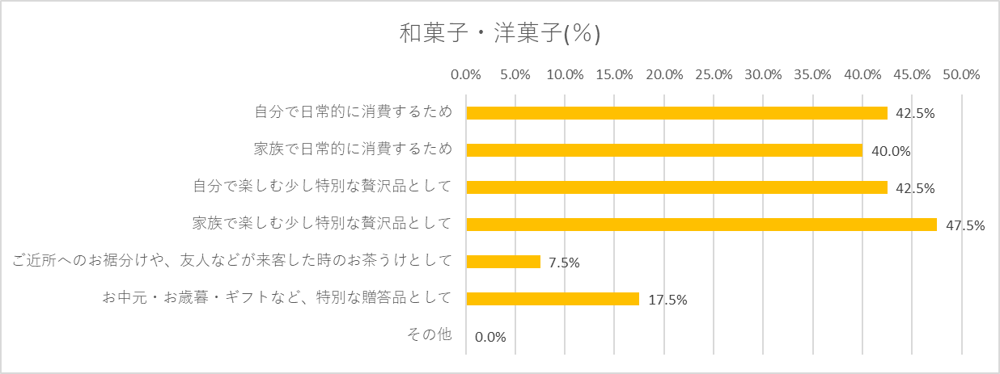 和菓子・洋菓子(%)
0.0% 5.0% 10.0% 15.0% 20.0% 25.0% 30.0% 35.0% 40.0% 45.0% 50.0%
自分で日常的に消費するため 42.5%
家族で日常的に消費するため 40.0%
自分で楽しむ少し特別な贅沢品として 42.5%
家族で楽しむ少し特別な贅沢品として 47.5%
ご近所へのお裾分けや、友人などが来客した時のお茶うけとして 7.5%
お中元・お歳暮・ギフトなど、特別な贈答品として 17.5%
その他 0.0%